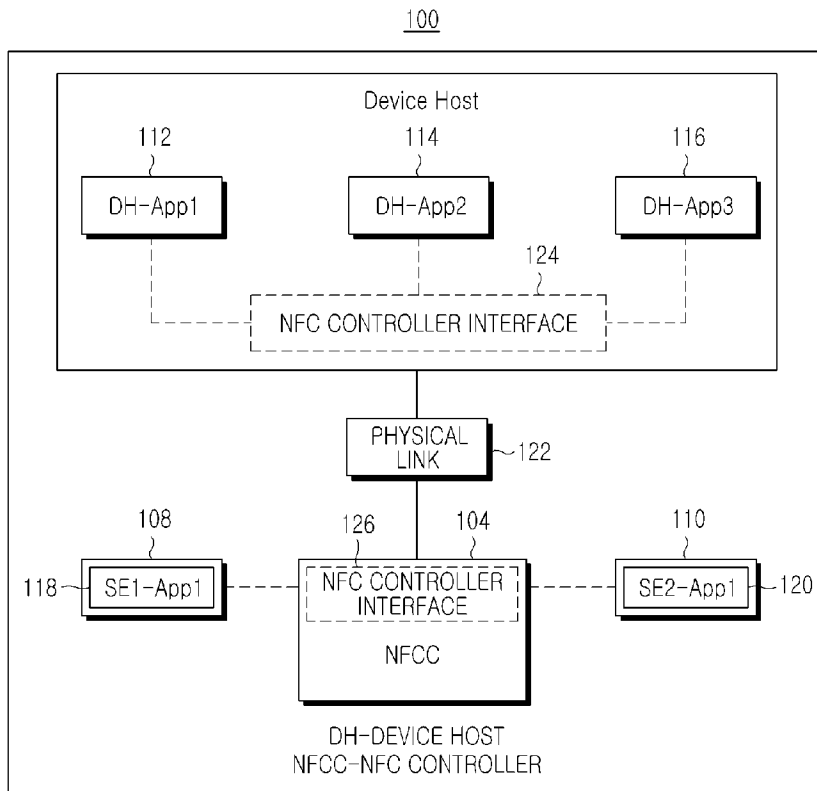 100
Device Host
112
114
116
DH-App1
DH-App2
DH-App3
124
NFC CONTROLLER INTERFACE
PHYSICAL
LINK
122
108
126
104
110
118
SE1-App1
NFC CONTROLLER
INTERFACE
SE2-App1
120
NFCC
DH-DEVICE HOST
NFCC-NFC CONTROLLER